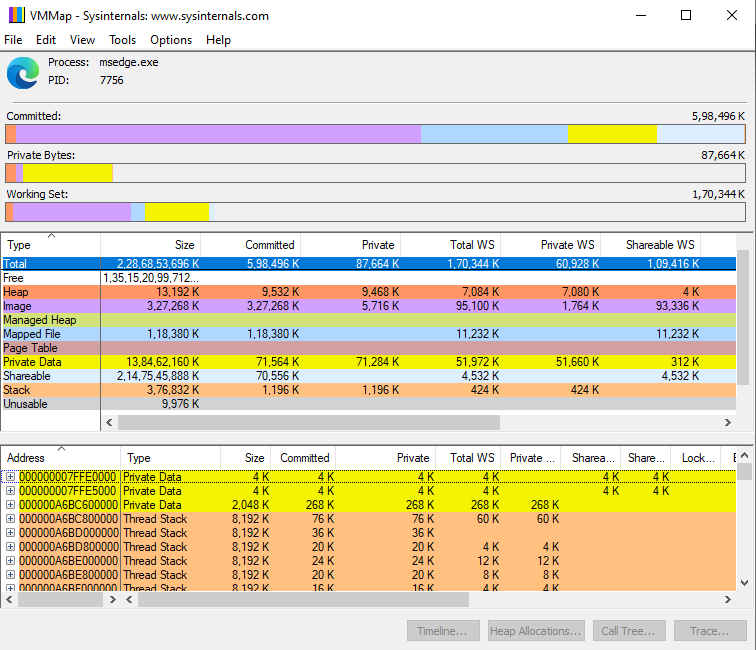 VMMap - Sysinternals: www.sysinternals.com
File Edit View Tools Options Help
Process: msedge.exe
PID: 7756
Committed: 5,98,496 K
Private Bytes: 87,664 K
Working Set: 1,70,344 K
Type Size Committed Private Total WS Private WS Shareable WS
Total 2,28,68,53,696 K 5,98,496 K 87,664 K 1,70,344 K 60,928 K 1,09,416 K
Free 1,35,15,20,99,712...
Heap 13,192 K 9,532 K 9,468 K 7,084 K 7,080 K 4 K
Image 3,27,268 K 3,27,268 K 5,716 K 95,100 K 1,764 K 93,336 K
Managed Heap
Mapped File 1,18,380 K 1,18,380 K 11,232 K 11,232 K
Page Table
Private Data 13,84,62,160 K 71,564 K 71,284 K 51,972 K 51,660 K 312 K
Shareable 2,14,75,45,888 K 70,556 K 4,532 K 4,532 K
Stack 3,76,832 K 1,196 K 1,196 K 424 K 424 K
Unusable 9,976 K
Address Type Size Committed Private Total WS Private ... Sharea... Share... Lock...
000000007FFE0000 Private Data 4 K 4 K 4 K 4 K 4 K 4 K
000000007FFE5000 Private Data 4 K 4 K 4 K 4 K 4 K 4 K
000000A6BC600000 Private Data 2,048 K 268 K 268 K 268 K 268 K
000000A6BC800000 Thread Stack 8,192 K 76 K 76 K 60 K 60 K
000000A6BD000000 Thread Stack 8,192 K 36 K 36 K
000000A6BD800000 Thread Stack 8,192 K 20 K 20 K 4 K 4 K
000000A6BE000000 Thread Stack 8,192 K 24 K 24 K 12 K 12 K
000000A6BE800000 Thread Stack 8,192 K 20 K 20 K 8 K 8 K
000000A6BF000000 Thread Stack 8,192 K 16 K 16 K 4 K 4 K
Timeline... Heap Allocations... Call Tree... Trace...